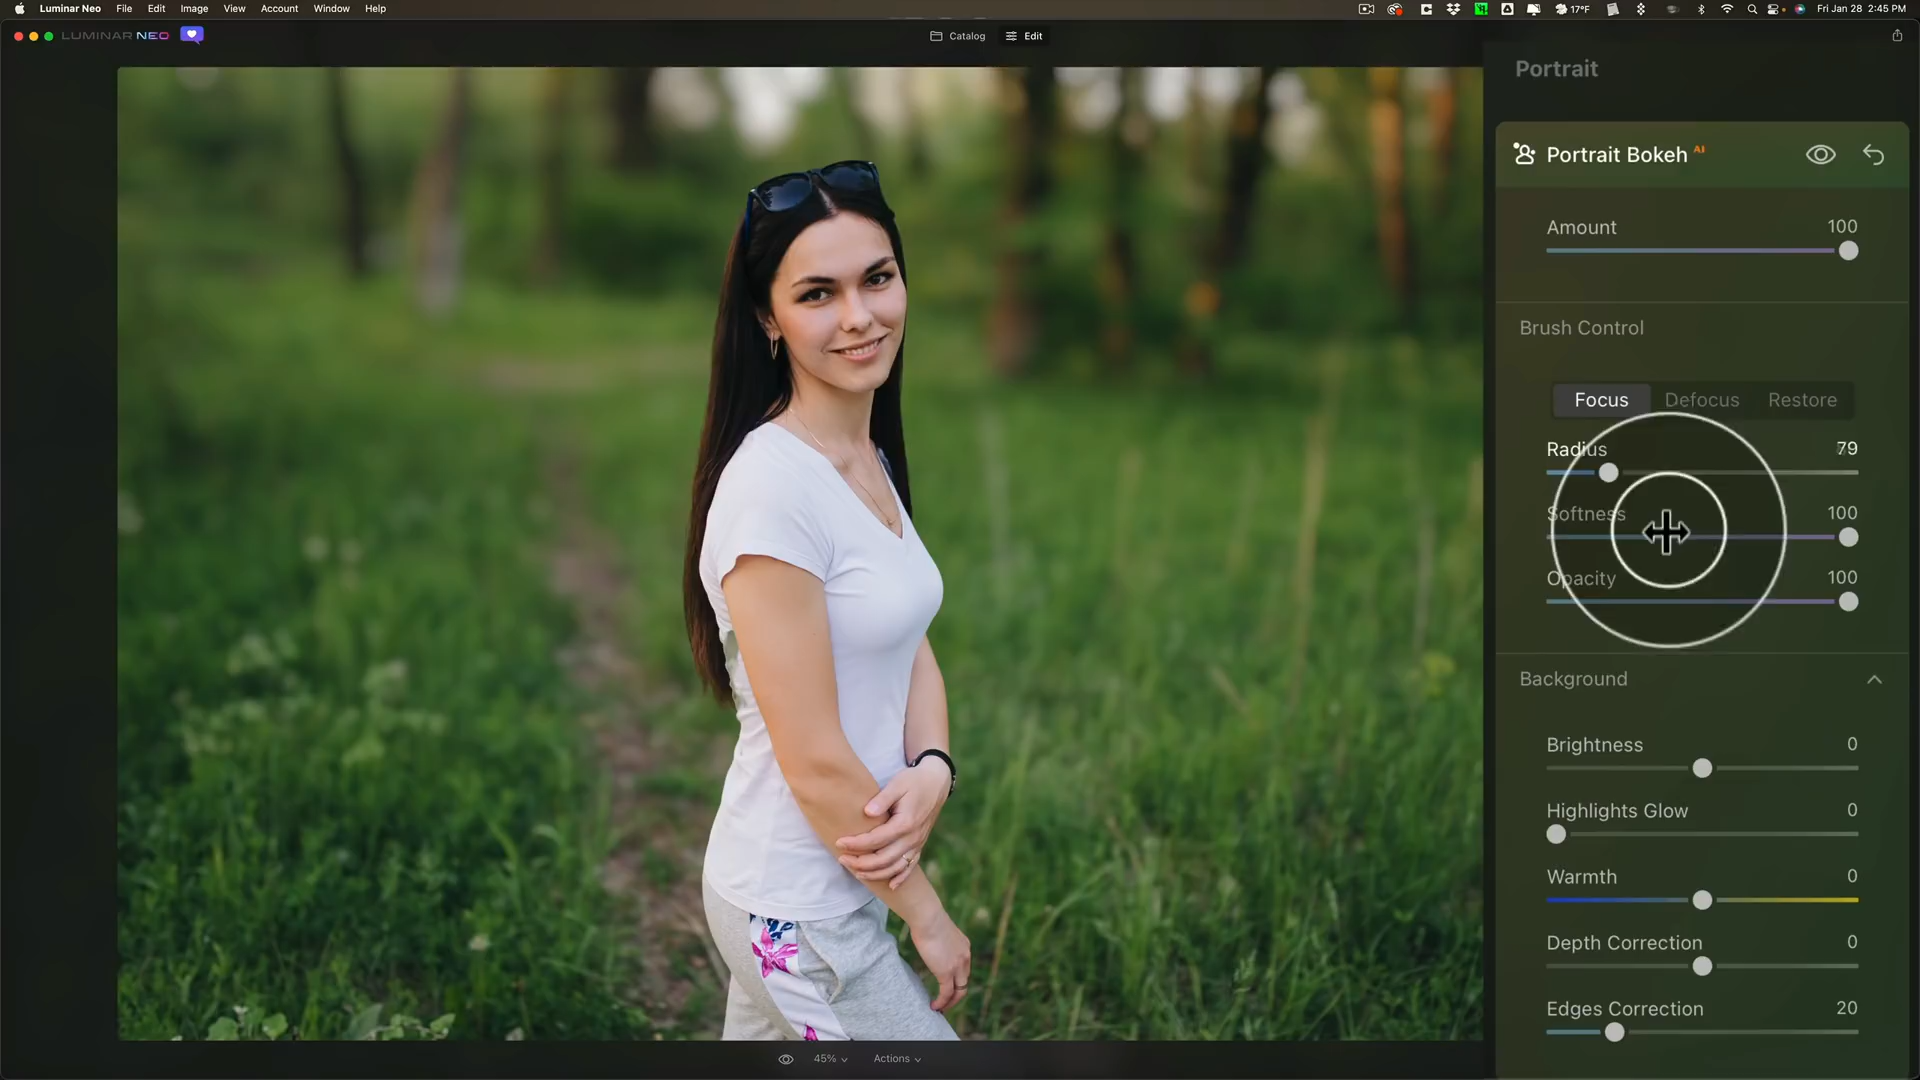 Luminar Neo File Edit Image View Account Window Help 17°F Fri Jan 28 2:45 PM
LUMINAR NEO Catalog Edit
Portrait
Portrait Bokeh AI
Amount 100
Brush Control
Focus Defocus Restore
Radius 79
Softness 100
Opacity 100
Background
Brightness 0
Highlights Glow 0
Warmth 0
Depth Correction 0
Edges Correction 20
45% Actions